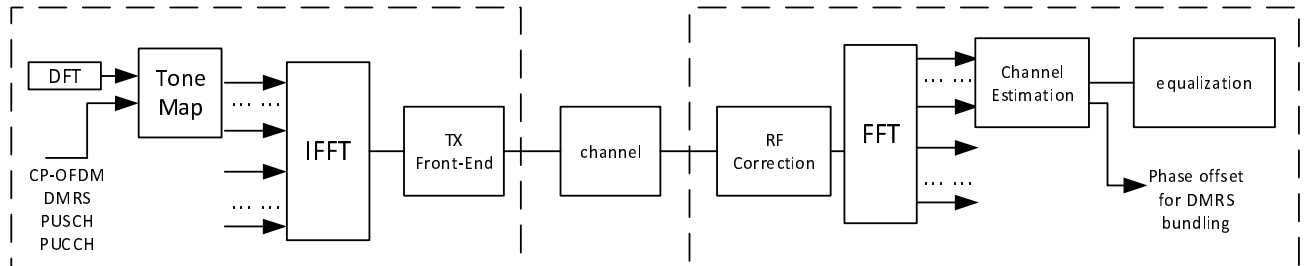 DFT
Tone
Map
... ...
CP-OFDM
DMRS
PUSCH
PUCCH
... ...
IFFT
TX
Front-End
channel
RF
Correction
FFT
... ...
... ...
Channel
Estimation
equalization
Phase offset
for DMRS
bundling